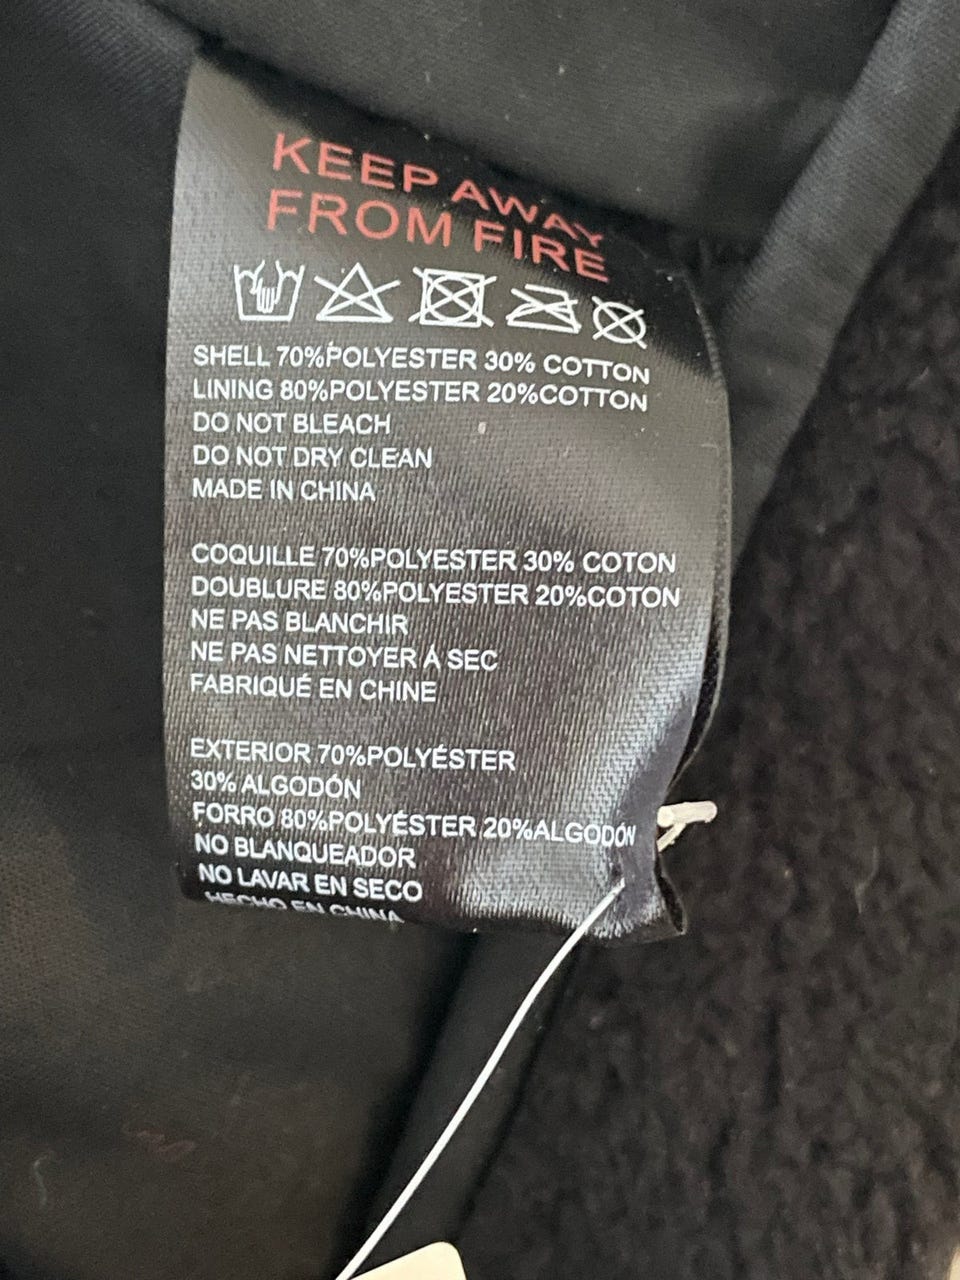 KEEP AWAY
FROM FIRE
SHELL 70%POLYESTER 30% COTTON
LINING 80%POLYESTER 20%COTTON
DO NOT BLEACH
DO NOT DRY CLEAN
MADE IN CHINA
COQUILLE 70%POLYESTER 30% COTON
DOUBLURE 80%POLYESTER 20%COTON
NE PAS BLANCHIR
NE PAS NETTOYER À SEC
FABRIQUÉ EN CHINE
EXTERIOR 70%POLYÉSTER
30% ALGODÓN
FORRO 80%POLYÉSTER 20%ALGODÓN
NO BLANQUEADOR
NO LAVAR EN SECO
HECHO EN CHINA